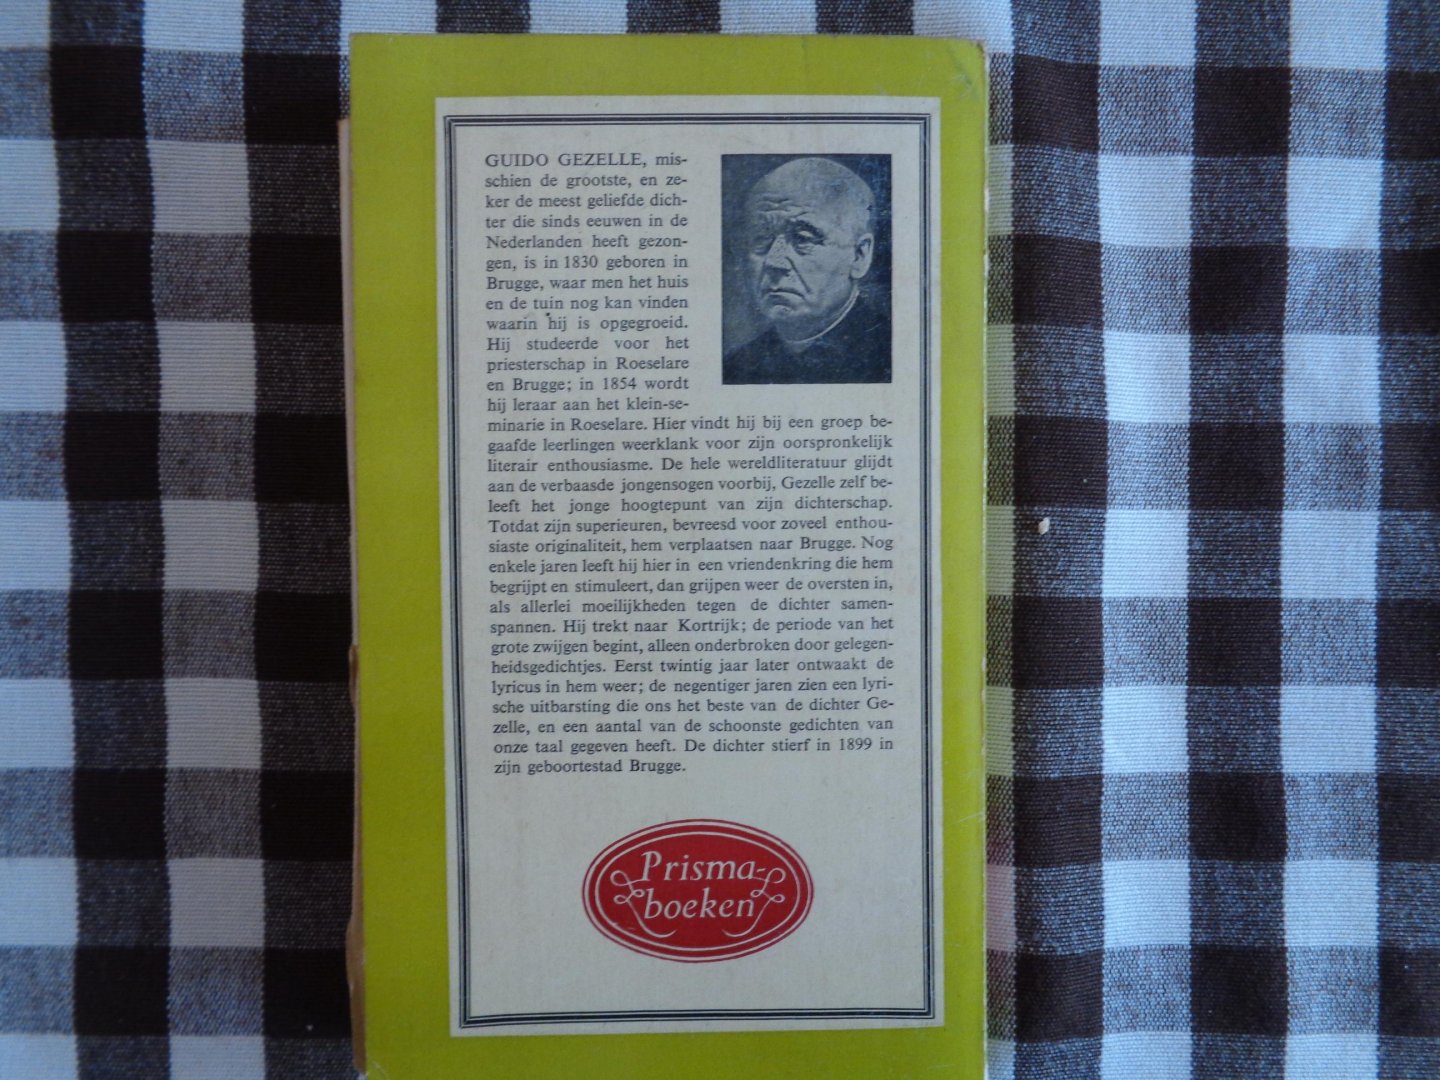 GUIDO GEZELLE, mis-
schien de grootste, en ze-
ker de meest geliefde dich-
ter die sinds eeuwen in de
Nederlanden heeft gezon-
gen, is in 1830 geboren in
Brugge, waar men het huis
en de tuin nog kan vinden
waarin hij is opgegroeid.
Hij studeerde voor het
priesterschap in Roeselare
en Brugge; in 1854 wordt
hij leraar aan het klein-se-
minarie in Roeselare. Hier vindt hij bij een groep be-
gaafde leerlingen weerklank voor zijn oorspronkelijk
literair enthousiasme. De hele wereldliteratuur glijdt
aan de verbaasde jongensogen voorbij, Gezelle zelf be-
leeft het jonge hoogtepunt van zijn dichterschap.
Totdat zijn superieuren, bevreesd voor zoveel enthou-
siaste originaliteit, hem verplaatsen naar Brugge. Nog
enkele jaren leeft hij hier in een vriendenkring die hem
begrijpt en stimuleert, dan grijpen weer de oversten in,
als allerlei moeilijkheden tegen de dichter samen-
spannen. Hij trekt naar Kortrijk; de periode van het
grote zwijgen begint, alleen onderbroken door gelegen-
heidsgedichtjes. Eerst twintig jaar later ontwaakt de
lyricus in hem weer; de negentiger jaren zien een lyri-
sche uitbarsting die ons het beste van de dichter Ge-
zelle, en een aantal van de schoonste gedichten van
onze taal gegeven heeft. De dichter stierf in 1899 in
zijn geboortestad Brugge.
Prisma-
boeken